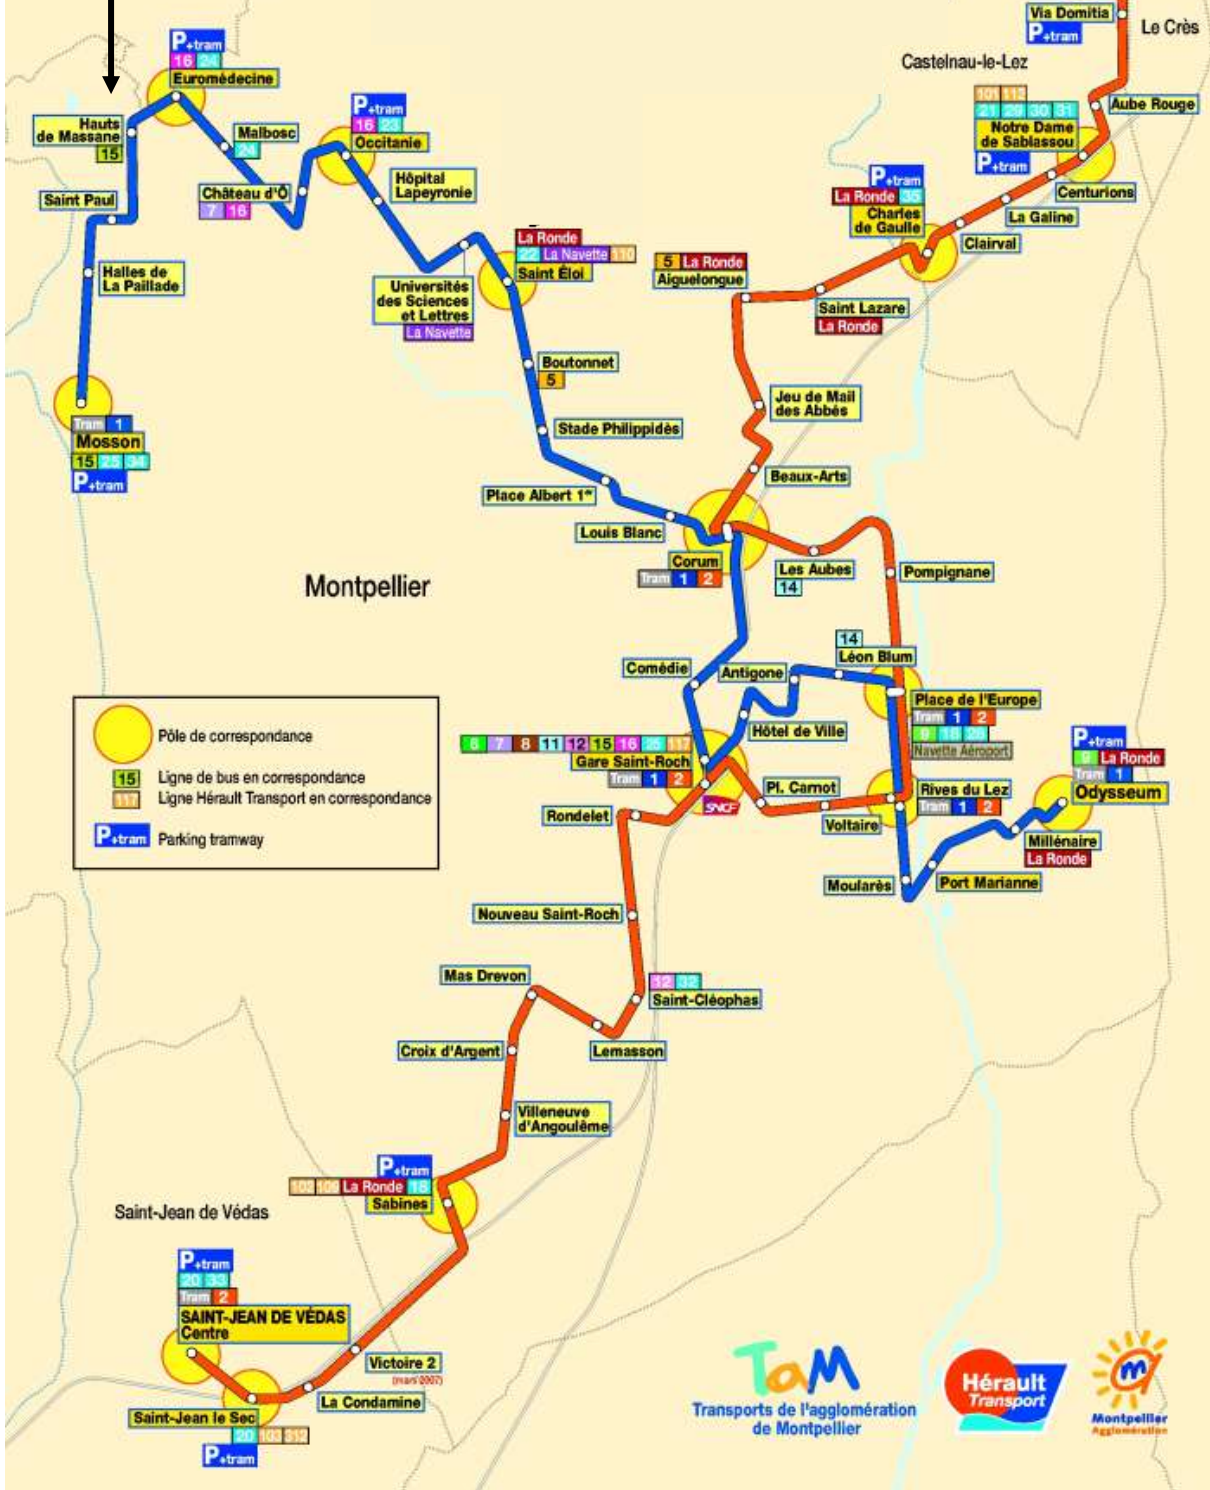 Via Domitia
P+tram
Le Crès
Castelnau-le-Lez
P+tram
16 24
Euromédecine
101 112
21 29 30 31
Notre Dame
de Sablassou
P+tram
Aube Rouge
Centurions
La Galine
Clairval
P+tram
La Ronde 35
Charles
de Gaulle
Saint Lazare
La Ronde
5 La Ronde
Aiguelongue
Jeu de Mail
des Abbés
Beaux-Arts
Hauts
de Massane
15
Malbosc
24
P+tram
16 23
Occitanie
Château d'Ô
7 16
Hôpital
Lapeyronie
Saint Paul
Halles de
La Paillade
Tram 1
Mosson
15 25 34
P+tram
Universités
des Sciences
et Lettres
La Navette
La Ronde
22 La Navette 110
Saint Éloi
Boutonnet
5
Stade Philippidès
Place Albert 1er
Louis Blanc
Corum
Tram 1 2
Les Aubes
14
Pompignane
Montpellier
14
Léon Blum
Comédie
Antigone
Place de l'Europe
Tram 1 2
9 18 28
Navette Aéroport
Hôtel de Ville
6 7 8 11 12 15 16 25 117
Gare Saint-Roch
Tram 1 2
SNCF
Pl. Carnot
Voltaire
Rives du Lez
Tram 1 2
P+tram
9 La Ronde
Tram 1
Odysseum
Millénaire
La Ronde
Port Marianne
Moularès
Pôle de correspondance
15 Ligne de bus en correspondance
117 Ligne Hérault Transport en correspondance
P+tram Parking tramway
Rondelet
Nouveau Saint-Roch
12 32
Saint-Cléophas
Mas Drevon
Lemasson
Croix d'Argent
Villeneuve
d'Angoulême
P+tram
102 106 La Ronde 18
Sabines
Saint-Jean de Védas
P+tram
20 33
Tram 2
SAINT-JEAN DE VÉDAS
Centre
Victoire 2
(mars 2007)
La Condamine
Saint-Jean le Sec
20 103 312
P+tram
TaM
Transports de l'agglomération
de Montpellier
Hérault
Transport
m
Montpellier
Agglomération